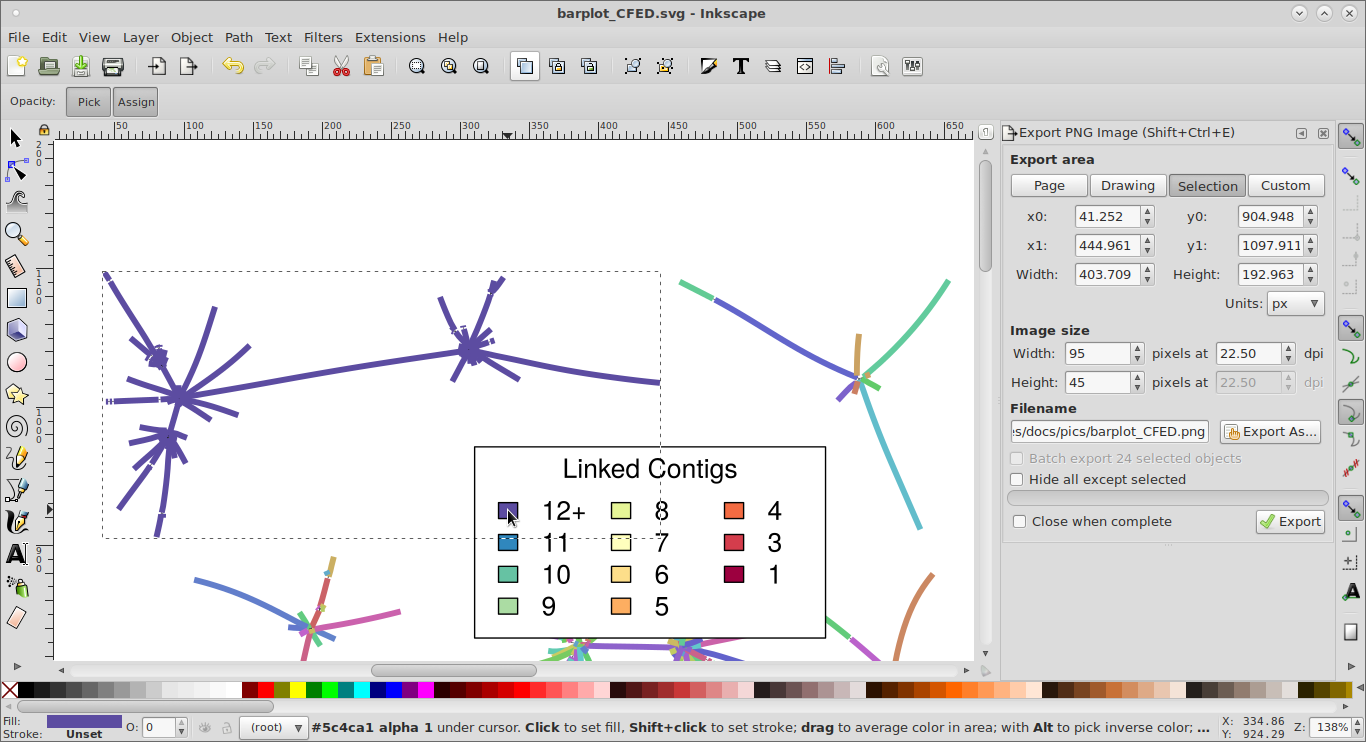 barplot_CFED.svg - Inkscape
File Edit View Layer Object Path Text Filters Extensions Help
Opacity: Pick Assign
50 100 150 200 250 300 350 400 450 500 550 600 650
Export PNG Image (Shift+Ctrl+E)
Export area
Page Drawing Selection Custom
x0: 41.252 y0: 904.948
x1: 444.961 y1: 1097.911
Width: 403.709 Height: 192.963
Units: px
Image size
Width: 95 pixels at 22.50 dpi
Height: 45 pixels at 22.50 dpi
Filename
es/docs/pics/barplot_CFED.png Export As...
Batch export 24 selected objects
Hide all except selected
Close when complete Export
Linked Contigs
12+ 8 4
11 7 3
10 6 1
9 5
Fill:
Stroke: Unset
O: 0
(root)
#5c4ca1 alpha 1 under cursor. Click to set fill, Shift+click to set stroke; drag to average color in area; with Alt to pick inverse color; ...
X: 334.86
Y: 924.29
Z: 138%